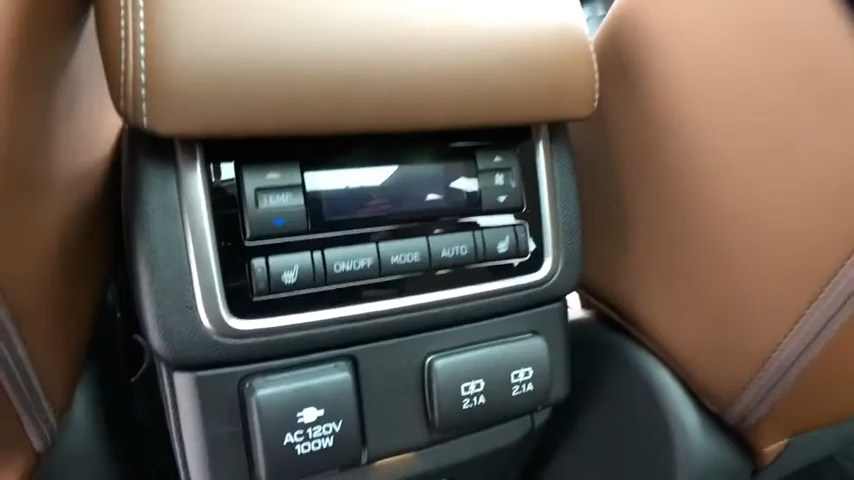 TEMP
ON/OFF
MODE
AUTO
AC 120V
100W
2.1A
2.1A